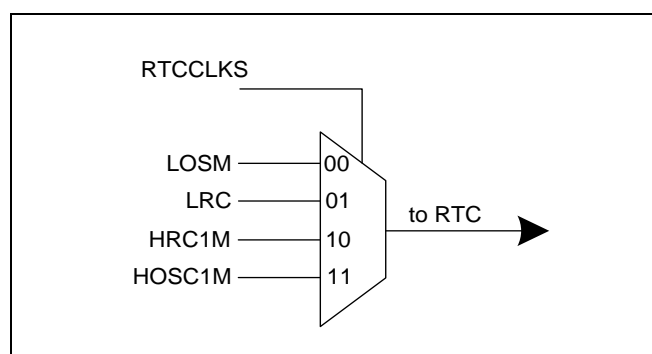 RTCCLKS
LOSM 00
LRC 01
to RTC
HRC1M 10
HOSC1M 11